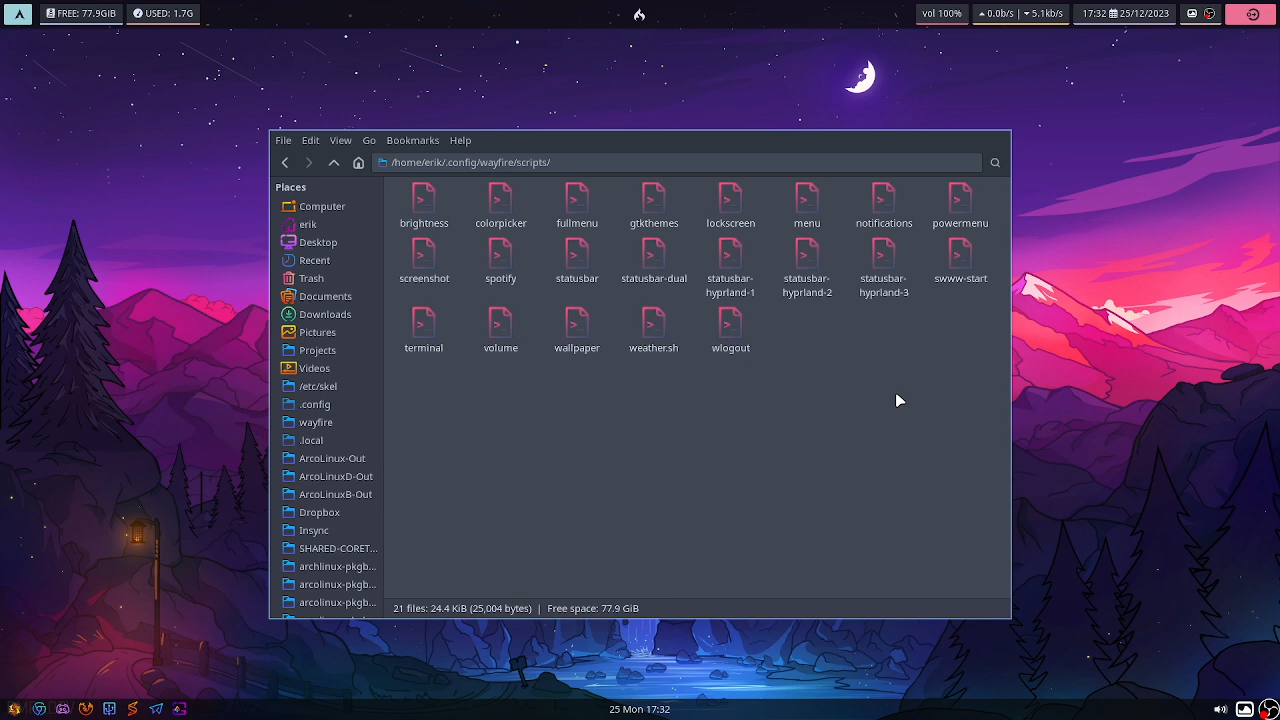 FREE: 77.9GiB USED: 1.7G vol 100% 0.0b/s | 5.1kb/s 17:32 25/12/2023
File Edit View Go Bookmarks Help
/home/erik/.config/wayfire/scripts/
Places
Computer
erik
Desktop
Recent
Trash
Documents
Downloads
Pictures
Projects
Videos
/etc/skel
.config
wayfire
.local
ArcoLinux-Out
ArcoLinuxD-Out
ArcoLinuxB-Out
Dropbox
Insync
SHARED-CORET...
archlinux-pkgb...
arcolinux-pkgb...
arcolinux-pkgb...
brightness colorpicker fullmenu gtkthemes lockscreen menu notifications powermenu
screenshot spotify statusbar statusbar-dual statusbar-hyprland-1 statusbar-hyprland-2 statusbar-hyprland-3 swww-start
terminal volume wallpaper weather.sh wlogout
21 files: 24.4 KiB (25,004 bytes) | Free space: 77.9 GiB
25 Mon 17:32